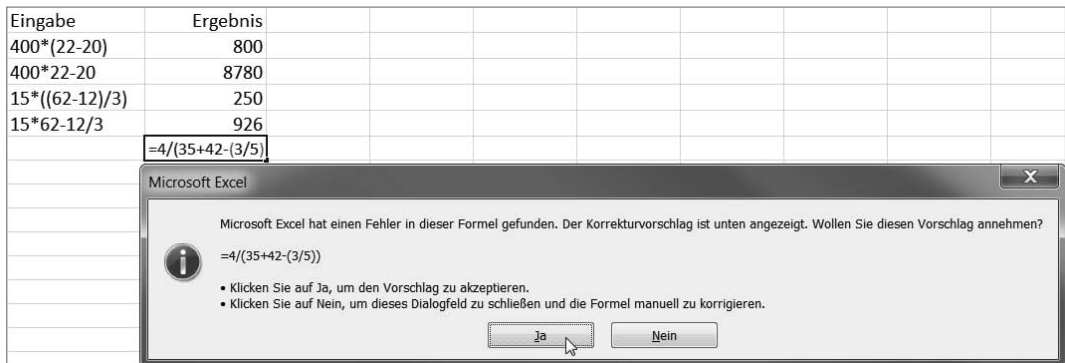 Eingabe Ergebnis
400*(22-20) 800
400*22-20 8780
15*((62-12)/3) 250
15*62-12/3 926
=4/(35+42-(3/5)
Microsoft Excel X
Microsoft Excel hat einen Fehler in dieser Formel gefunden. Der Korrekturvorschlag ist unten angezeigt. Wollen Sie diesen Vorschlag annehmen?
=4/(35+42-(3/5))
• Klicken Sie auf Ja, um den Vorschlag zu akzeptieren.
• Klicken Sie auf Nein, um dieses Dialogfeld zu schließen und die Formel manuell zu korrigieren.
Ja Nein